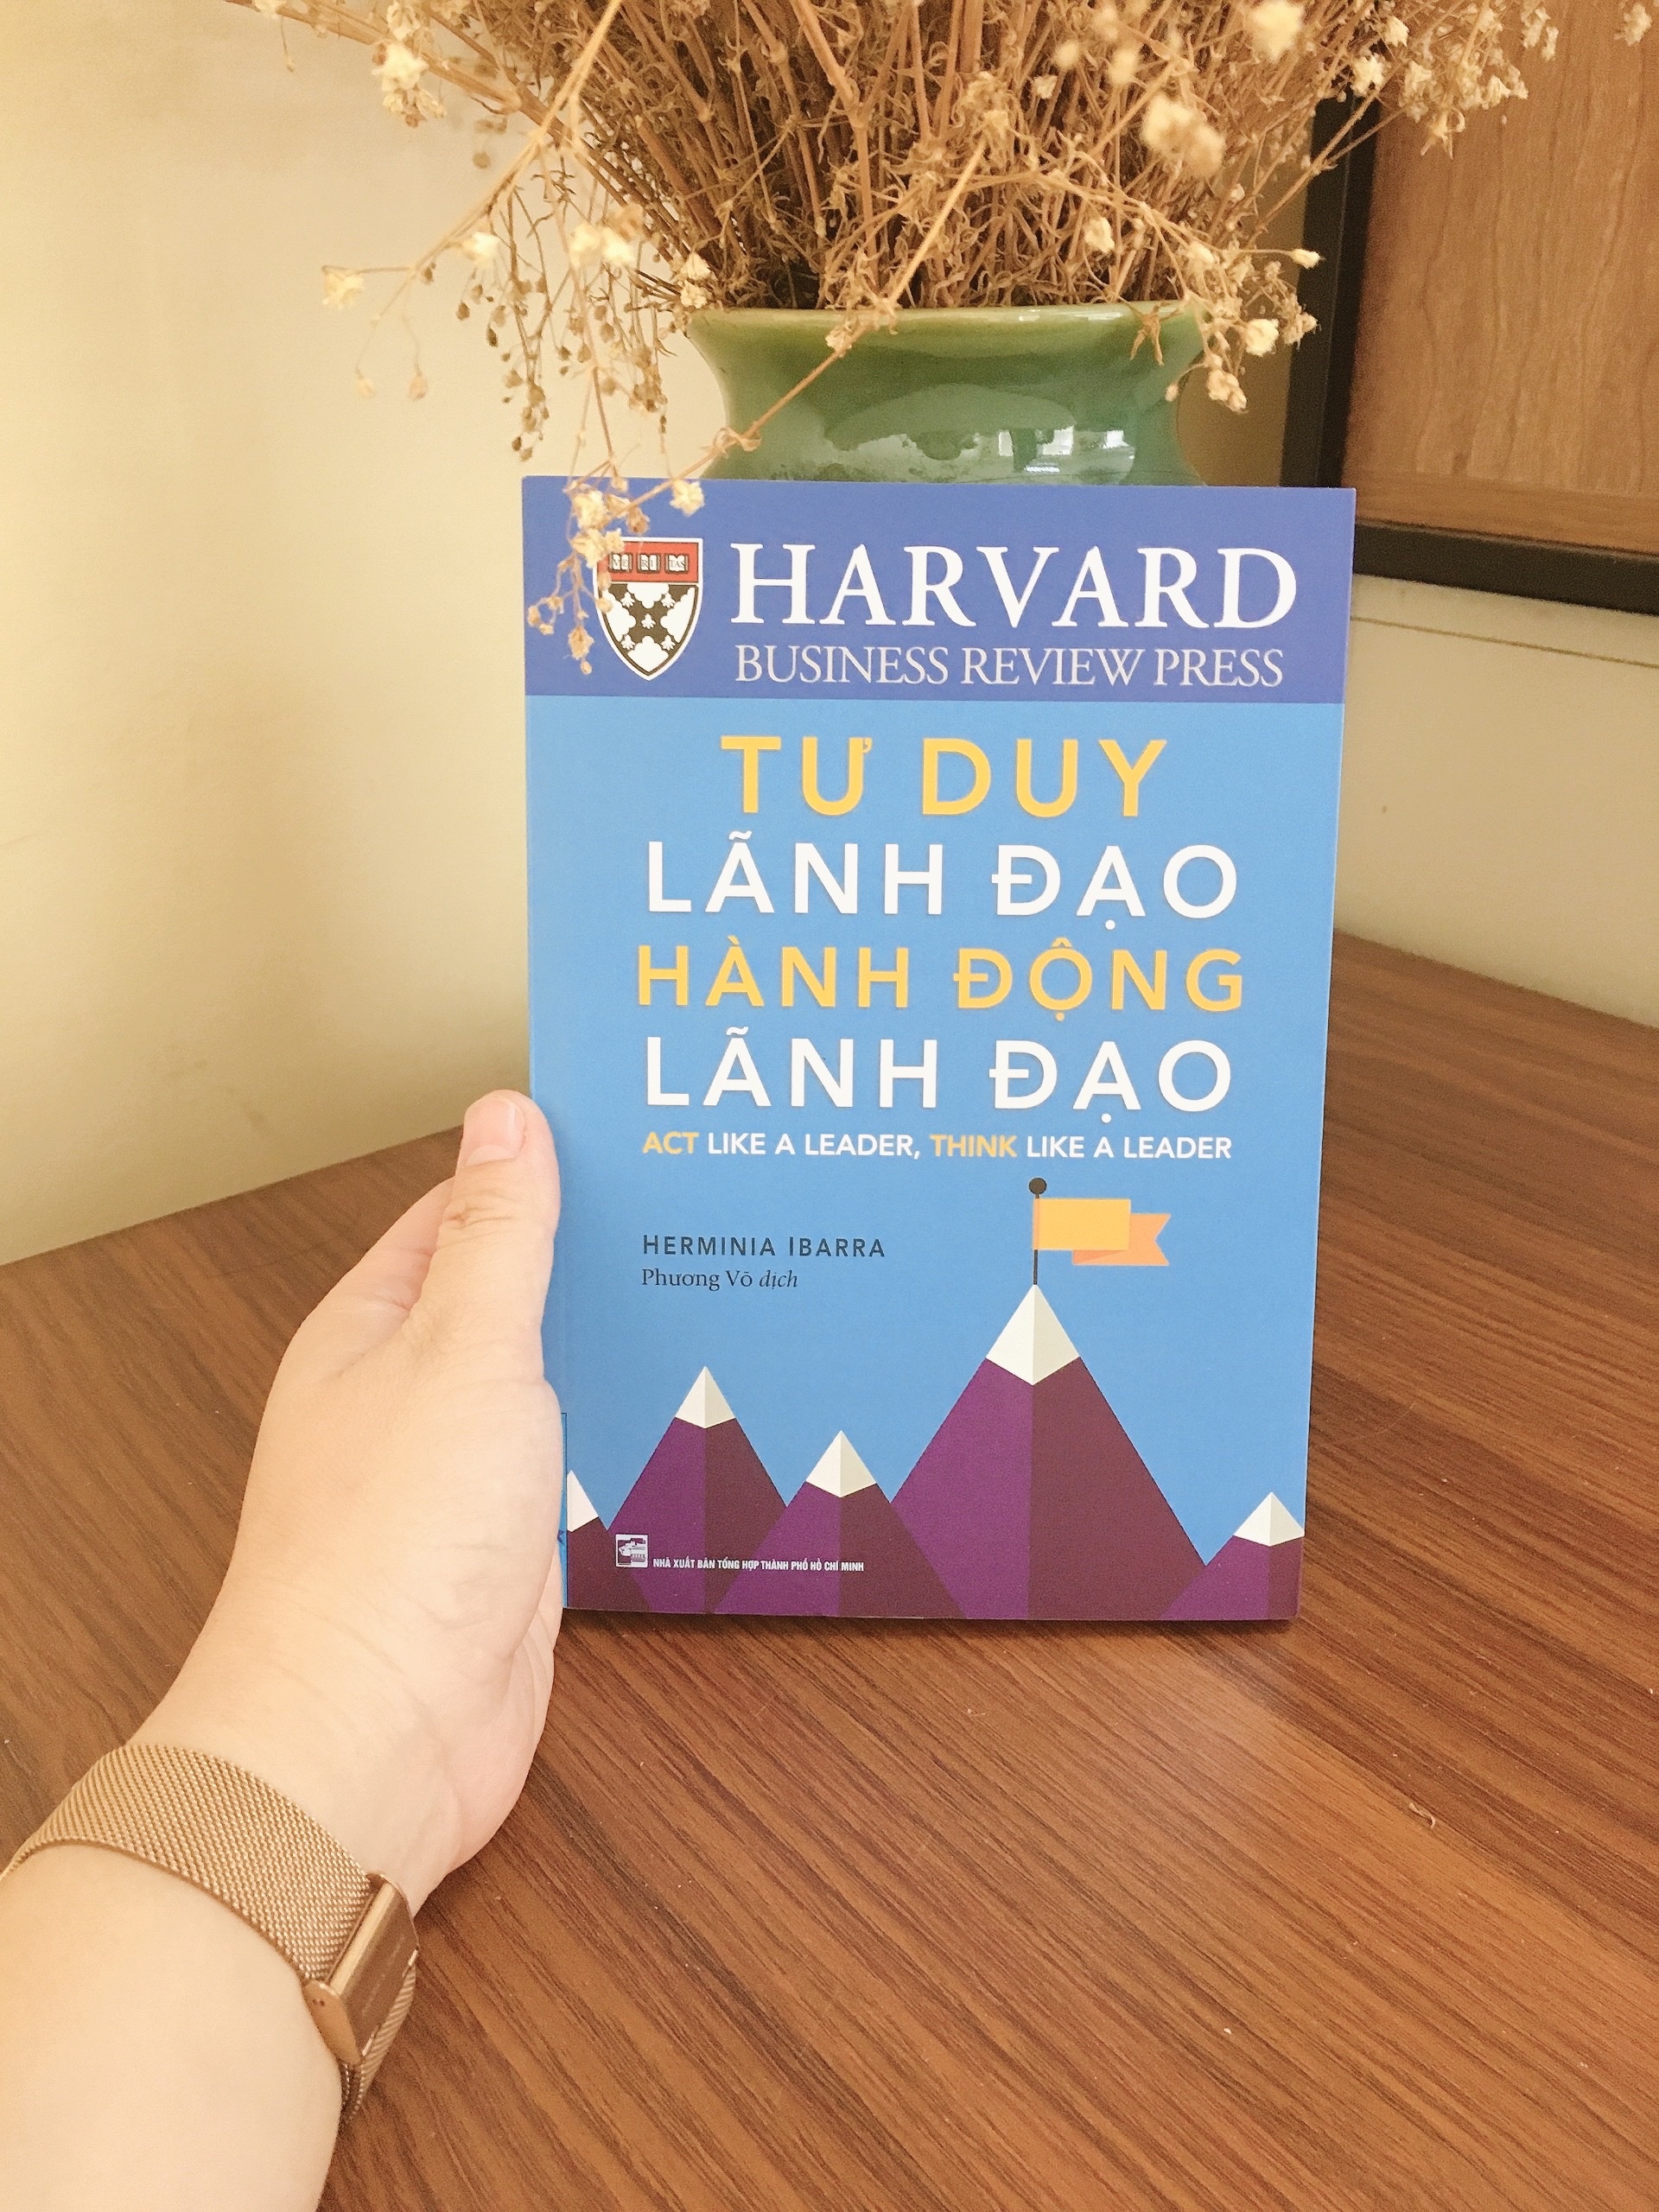 HARVARD
BUSINESS REVIEW PRESS
TƯ DUY
LÃNH ĐẠO
HÀNH ĐỘNG
LÃNH ĐẠO
ACT LIKE A LEADER, THINK LIKE A LEADER
HERMINIA IBARRA
Phương Võ dịch
NHÀ XUẤT BẢN TỔNG HỢP THÀNH PHỐ HỒ CHÍ MINH